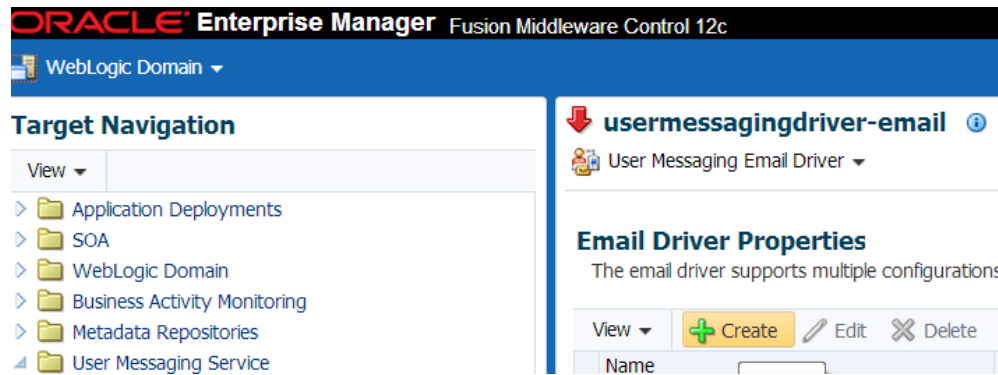 ORACLE Enterprise Manager Fusion Middleware Control 12c
WebLogic Domain
Target Navigation
View
Application Deployments
SOA
WebLogic Domain
Business Activity Monitoring
Metadata Repositories
User Messaging Service
usermessagingdriver-email
User Messaging Email Driver
Email Driver Properties
The email driver supports multiple configurations
View Create Edit Delete
Name